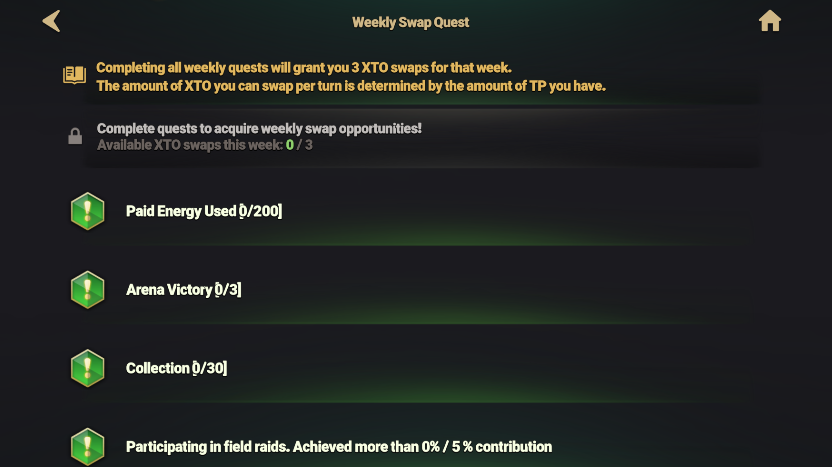 Weekly Swap Quest
Completing all weekly quests will grant you 3 XTO swaps for that week.
The amount of XTO you can swap per turn is determined by the amount of TP you have.
Complete quests to acquire weekly swap opportunities!
Available XTO swaps this week: 0 / 3
Paid Energy Used [0/200]
Arena Victory [0/3]
Collection [0/30]
Participating in field raids. Achieved more than 0% / 5 % contribution